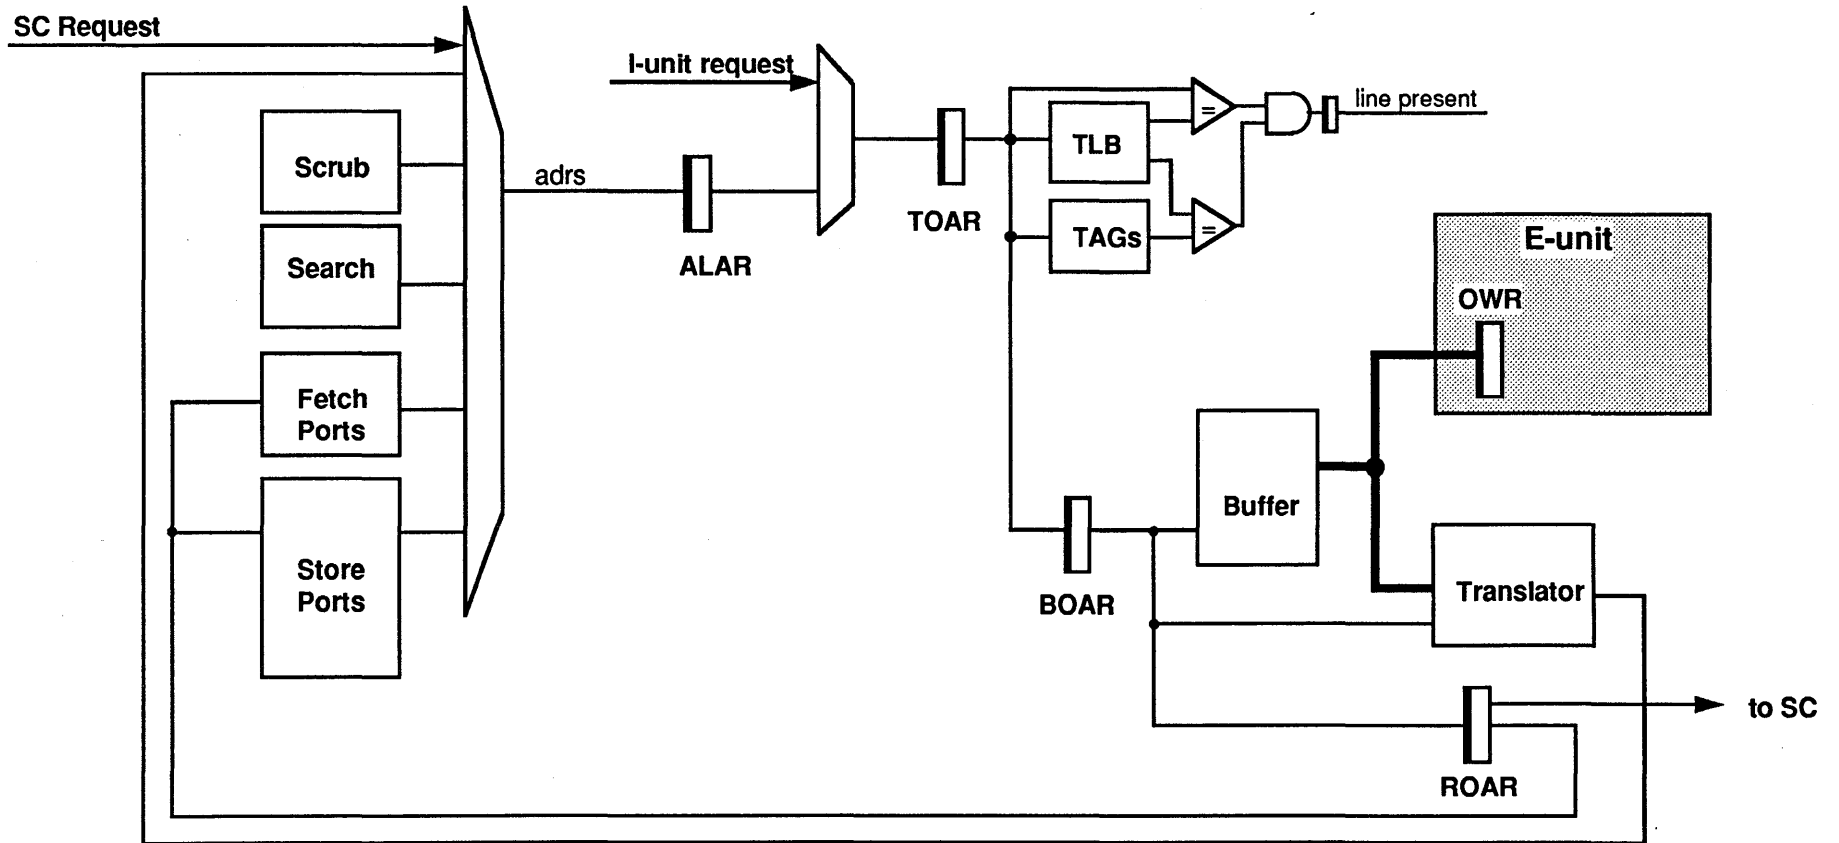 SC Request
I-unit request
line present
=
TLB
Scrub
adrs
TOAR
TAGs
=
E-unit
Search
ALAR
OWR
Fetch
Ports
Buffer
Store
Ports
BOAR
Translator
to SC
ROAR